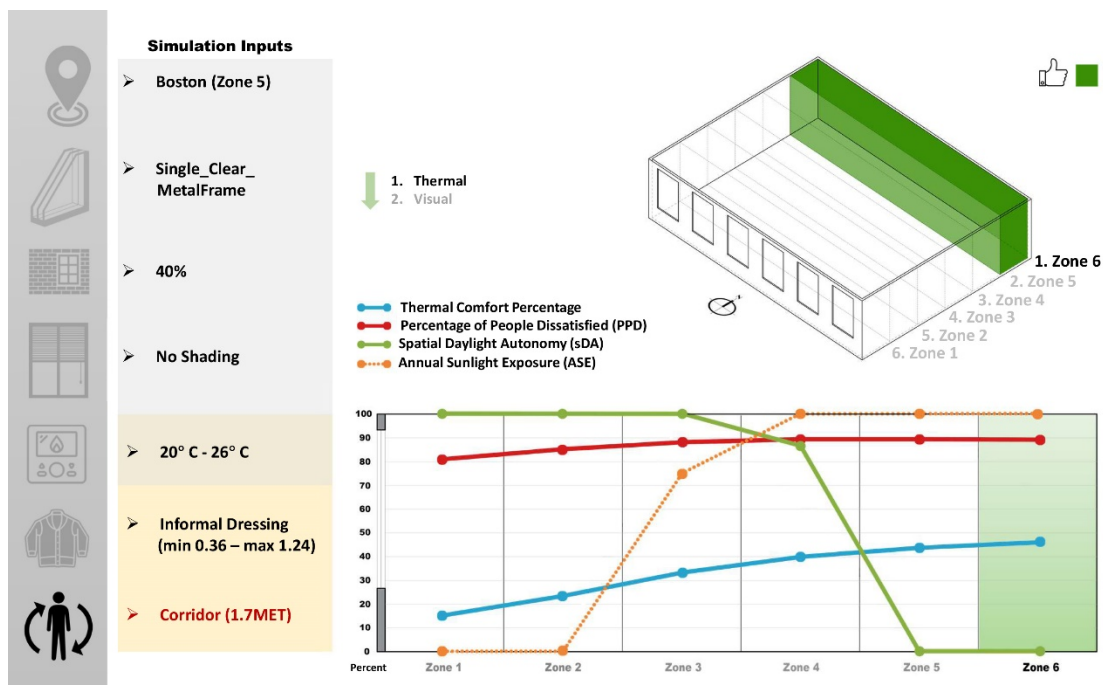 Simulation Inputs
➢ Boston (Zone 5)
➢ Single_Clear_
MetalFrame
➢ 40%
➢ No Shading
➢ 20° C - 26° C
➢ Informal Dressing
(min 0.36 – max 1.24)
➢ Corridor (1.7MET)
1. Thermal
2. Visual
1. Zone 6
2. Zone 5
3. Zone 4
4. Zone 3
5. Zone 2
6. Zone 1
Thermal Comfort Percentage
Percentage of People Dissatisfied (PPD)
Spatial Daylight Autonomy (sDA)
Annual Sunlight Exposure (ASE)
100
90
80
70
60
50
40
30
20
10
0
Percent Zone 1 Zone 2 Zone 3 Zone 4 Zone 5 Zone 6